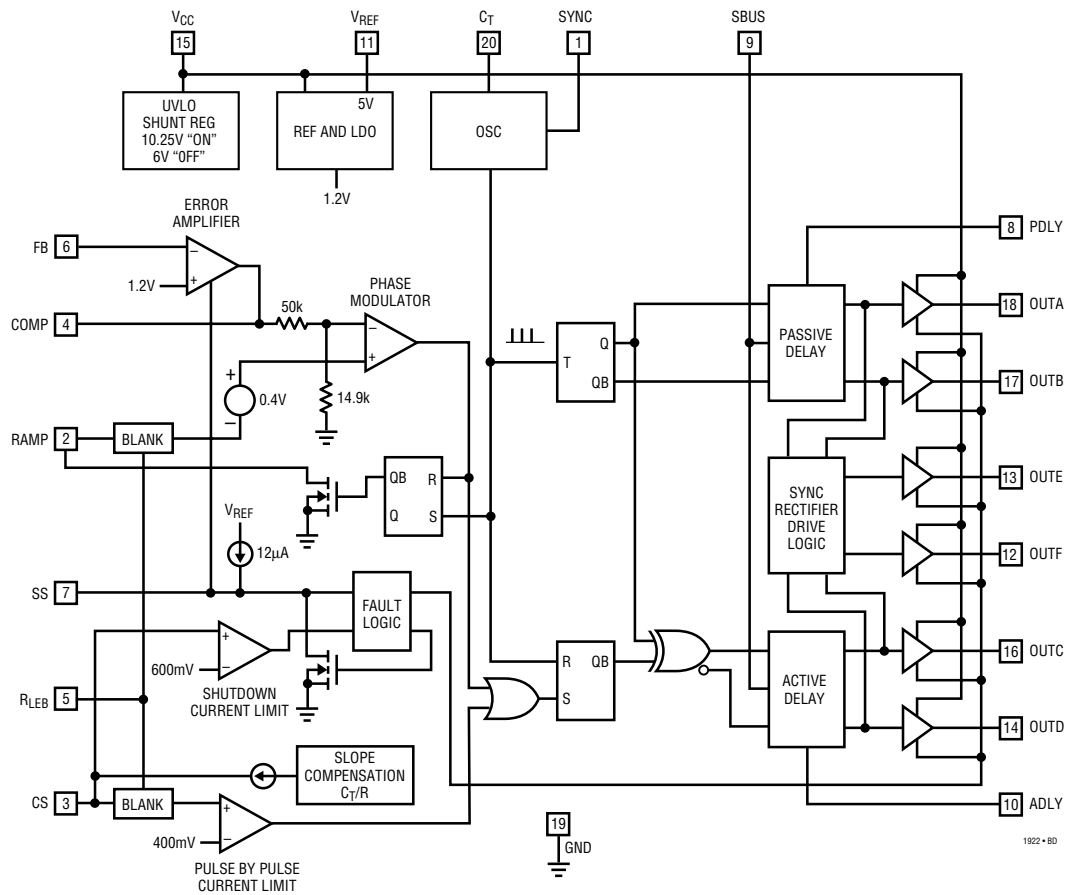 VCC
VREF
CT
SYNC
SBUS
15
11
20
1
9
UVLO
SHUNT REG
10.25V “ON”
6V “OFF”
5V
REF AND LDO
1.2V
OSC
ERROR
AMPLIFIER
FB
6
1.2V
COMP
4
50k
PHASE
MODULATOR
+
0.4V
–
14.9k
RAMP
2
BLANK
–
+
–
+
T
Q
QB
PASSIVE
DELAY
8
PDLY
18
OUTA
17
OUTB
QB
R
Q
S
SYNC
RECTIFIER
DRIVE
LOGIC
13
OUTE
12
OUTF
VREF
12µA
SS
7
FAULT
LOGIC
+
–
600mV
SHUTDOWN
CURRENT LIMIT
RLEB
5
R
QB
S
ACTIVE
DELAY
16
OUTC
14
OUTD
SLOPE
COMPENSATION
CT/R
CS
3
BLANK
+
–
400mV
PULSE BY PULSE
CURRENT LIMIT
19
GND
10
ADLY
1922 • BD